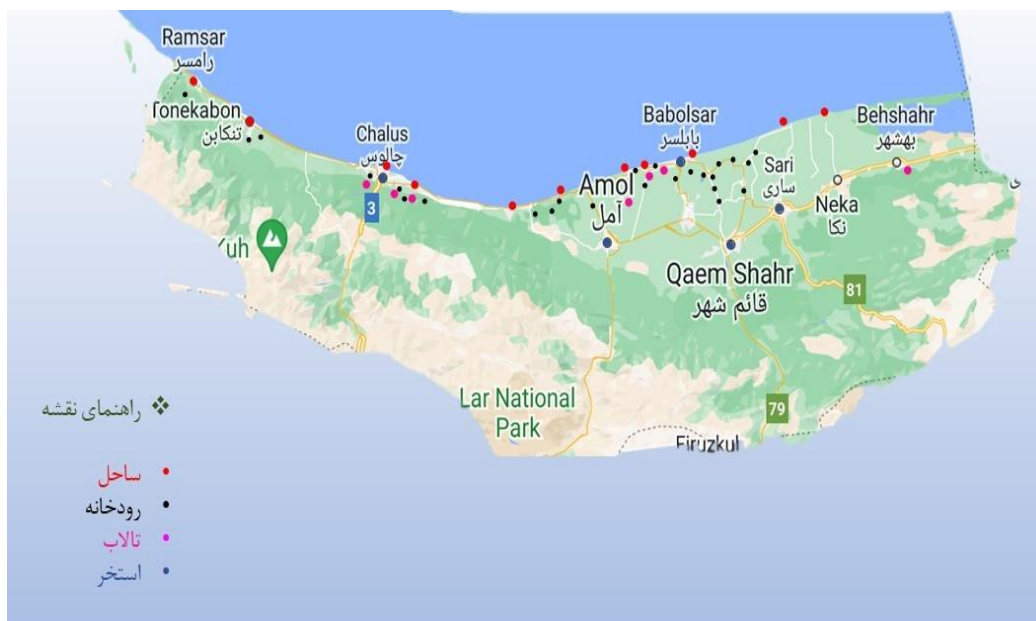 Ramsar
رامسر
Tonekabon
تنکابن
Chalus
چالوس
3
Babolsar
بابلسر
Amol
آمل
Behshahr
بهشهر
Sari
ساری
Neka
نکا
Qaem Shahr
قائم شهر
81
Lar National
Park
79
❖ راهنمای نقشه
• ساحل
• رودخانه
• تالاب
• استخر